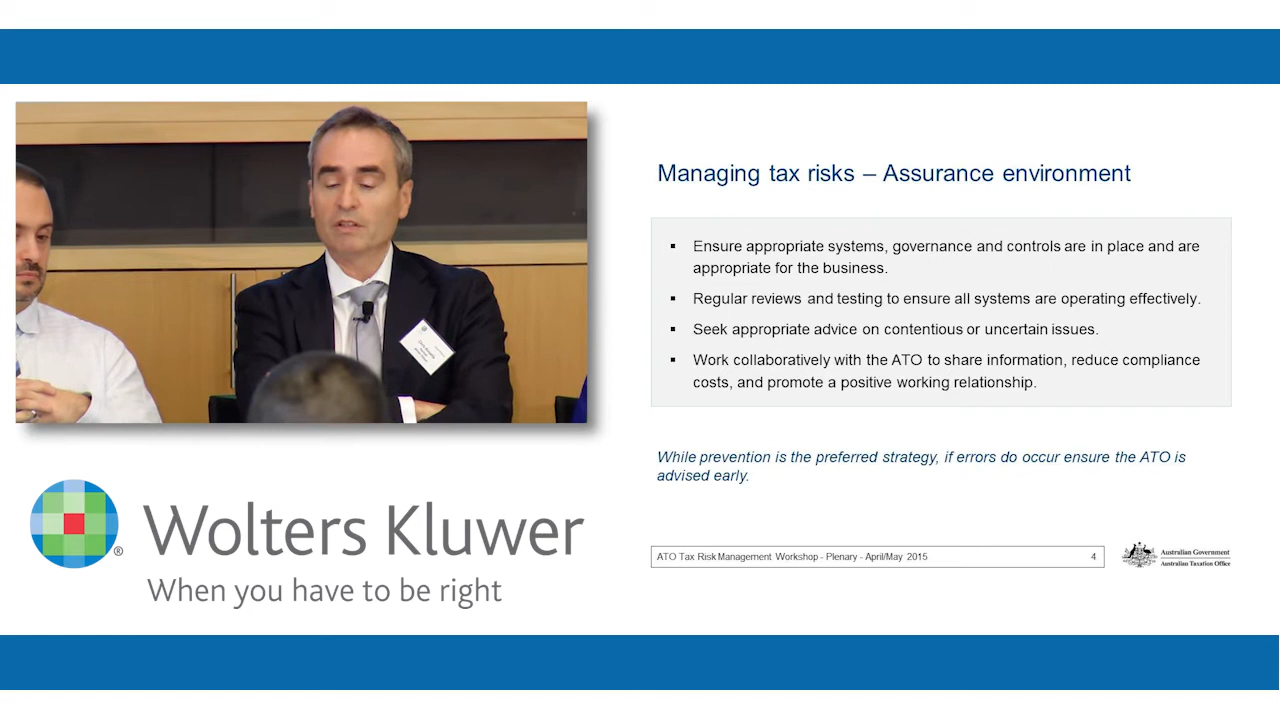 Managing tax risks – Assurance environment
▪ Ensure appropriate systems, governance and controls are in place and are
appropriate for the business.
▪ Regular reviews and testing to ensure all systems are operating effectively.
▪ Seek appropriate advice on contentious or uncertain issues.
▪ Work collaboratively with the ATO to share information, reduce compliance
costs, and promote a positive working relationship.
While prevention is the preferred strategy, if errors do occur ensure the ATO is
advised early.
ATO Tax Risk Management Workshop - Plenary - April/May 2015 4
Australian Government
Australian Taxation Office
Wolters Kluwer
®
When you have to be right